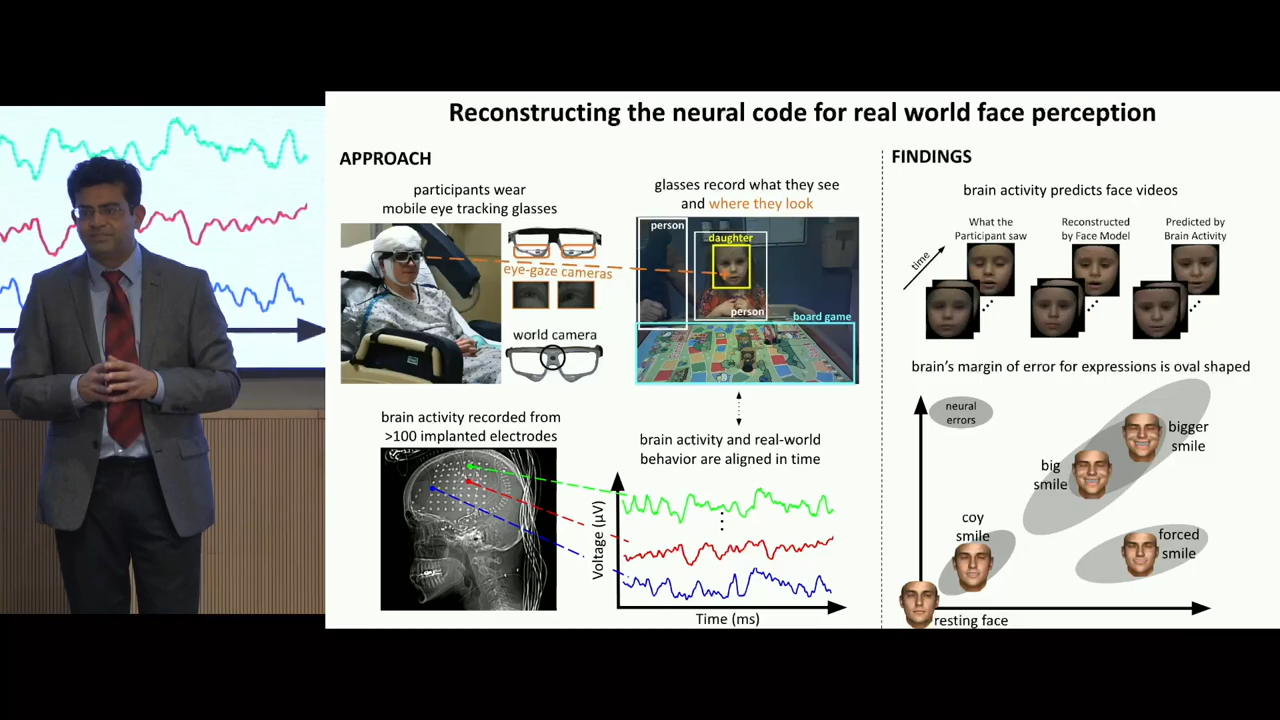 Reconstructing the neural code for real world face perception
APPROACH
participants wear
mobile eye tracking glasses
eye-gaze cameras
world camera
glasses record what they see
and where they look
person
daughter
person
board game
brain activity recorded from
>100 implanted electrodes
brain activity and real-world
behavior are aligned in time
Voltage (μV)
Time (ms)
FINDINGS
brain activity predicts face videos
What the
Participant saw
Reconstructed
by Face Model
Predicted by
Brain Activity
time
brain's margin of error for expressions is oval shaped
neural
errors
bigger
smile
big
smile
coy
smile
forced
smile
resting face